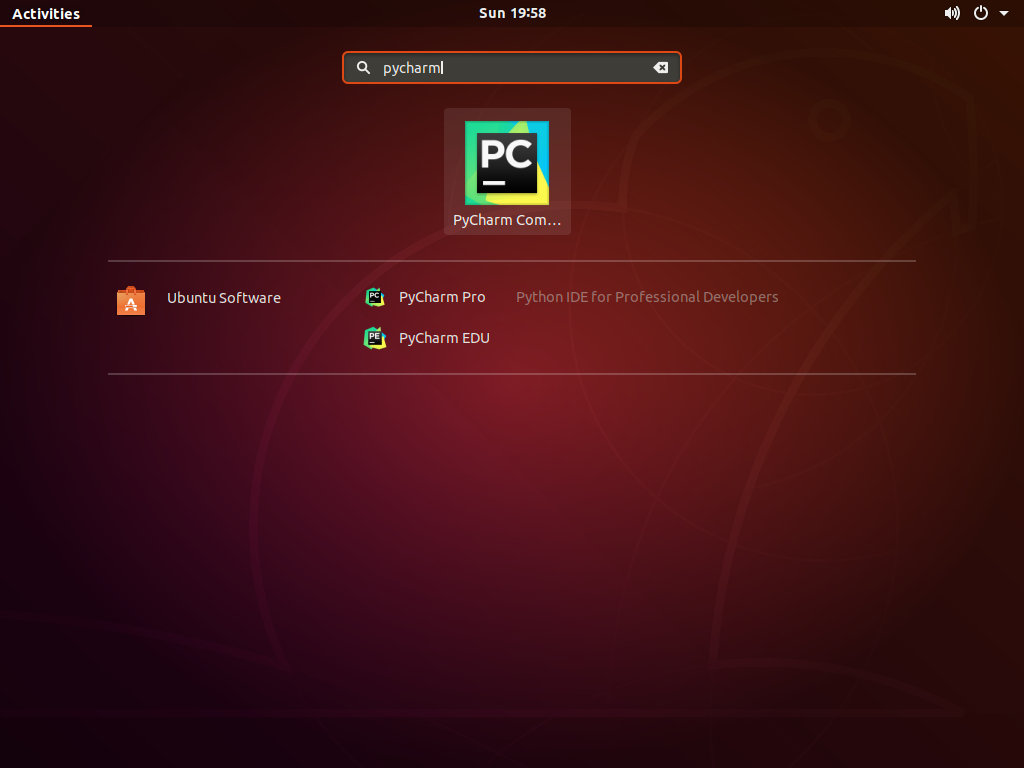 Activities
Sun 19:58
pycharm
PC
PyCharm Com…
Ubuntu Software
PC
PyCharm Pro
Python IDE for Professional Developers
PE
PyCharm EDU